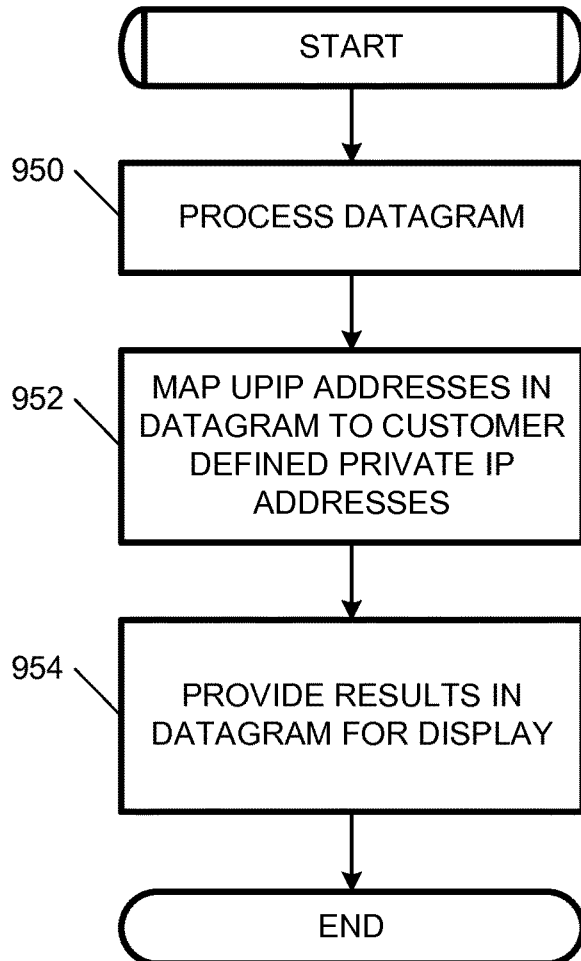 START
950
PROCESS DATAGRAM
952
MAP UPIP ADDRESSES IN
DATAGRAM TO CUSTOMER
DEFINED PRIVATE IP
ADDRESSES
954
PROVIDE RESULTS IN
DATAGRAM FOR DISPLAY
END